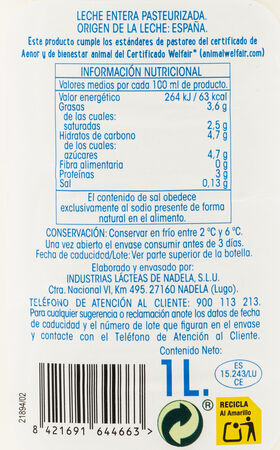 LECHE ENTERA PASTEURIZADA.
ORIGEN DE LA LECHE: ESPAÑA.
Este producto cumple los estándares de pastoreo del certificado de
Aenor y de bienestar animal del Certificado Welfair® (animalwelfair.com)
INFORMACIÓN NUTRICIONAL
Valores medios por cada 100 ml de producto.
Valor energético 264 kJ / 63 kcal
Grasas 3,6 g
de las cuales:
saturadas 2,5 g
Hidratos de carbono 4,7 g
de los cuales:
azúcares 4,7 g
Fibra alimentaria 0 g
Proteínas 3 g
Sal 0,13 g
El contenido de sal obedece
exclusivamente al sodio presente de forma
natural en el alimento.
CONSERVACIÓN: Conservar en frío entre 2 ºC y 6 ºC.
Una vez abierto el envase consumir antes de 3 días.
Fecha de caducidad/Lote: Ver parte superior de la botella.
Elaborado y envasado por:
INDUSTRIAS LÁCTEAS DE NADELA, S.L.U.
Ctra. Nacional VI, Km 495. 27160 NADELA (Lugo).
TELÉFONO DE ATENCIÓN AL CLIENTE: 900 113 213.
Para cualquier sugerencia o reclamación anote los datos de fecha
de caducidad y el número de lote que figuran en el envase
y contacte con el Teléfono de Atención al Cliente.
Contenido Neto:
1L.
ES
15.243/LU
CE
21894/02
8 421691 644663 >
®
RECICLA
Al Amarillo